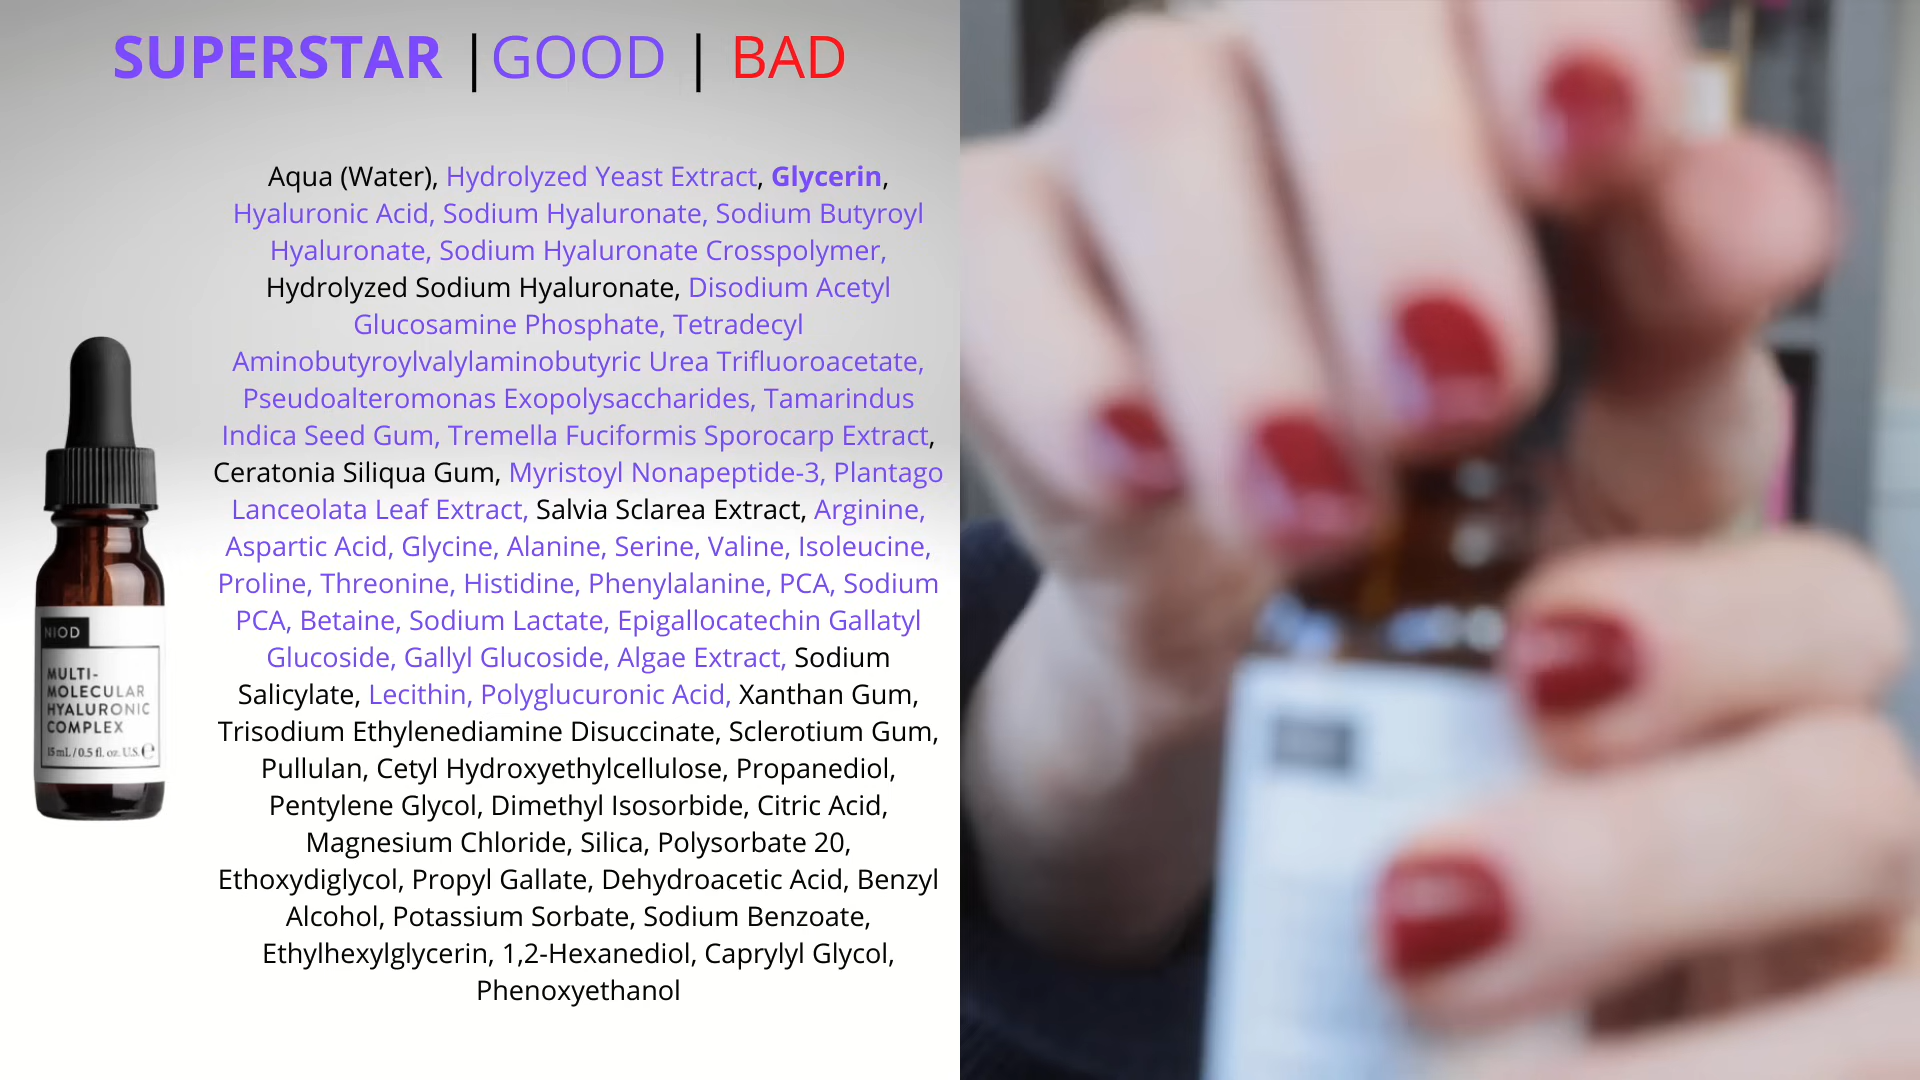 SUPERSTAR | GOOD | BAD
Aqua (Water), Hydrolyzed Yeast Extract, Glycerin,
Hyaluronic Acid, Sodium Hyaluronate, Sodium Butyroyl
Hyaluronate, Sodium Hyaluronate Crosspolymer,
Hydrolyzed Sodium Hyaluronate, Disodium Acetyl
Glucosamine Phosphate, Tetradecyl
Aminobutyroylvalylaminobutyric Urea Trifluoroacetate,
Pseudoalteromonas Exopolysaccharides, Tamarindus
Indica Seed Gum, Tremella Fuciformis Sporocarp Extract,
Ceratonia Siliqua Gum, Myristoyl Nonapeptide-3, Plantago
Lanceolata Leaf Extract, Salvia Sclarea Extract, Arginine,
Aspartic Acid, Glycine, Alanine, Serine, Valine, Isoleucine,
Proline, Threonine, Histidine, Phenylalanine, PCA, Sodium
PCA, Betaine, Sodium Lactate, Epigallocatechin Gallatyl
Glucoside, Gallyl Glucoside, Algae Extract, Sodium
Salicylate, Lecithin, Polyglucuronic Acid, Xanthan Gum,
Trisodium Ethylenediamine Disuccinate, Sclerotium Gum,
Pullulan, Cetyl Hydroxyethylcellulose, Propanediol,
Pentylene Glycol, Dimethyl Isosorbide, Citric Acid,
Magnesium Chloride, Silica, Polysorbate 20,
Ethoxydiglycol, Propyl Gallate, Dehydroacetic Acid, Benzyl
Alcohol, Potassium Sorbate, Sodium Benzoate,
Ethylhexylglycerin, 1,2-Hexanediol, Caprylyl Glycol,
Phenoxyethanol
NIOD
MULTI-
MOLECULAR
HYALURONIC
COMPLEX
15 mL / 0.5 fl. oz. U.S. ℮